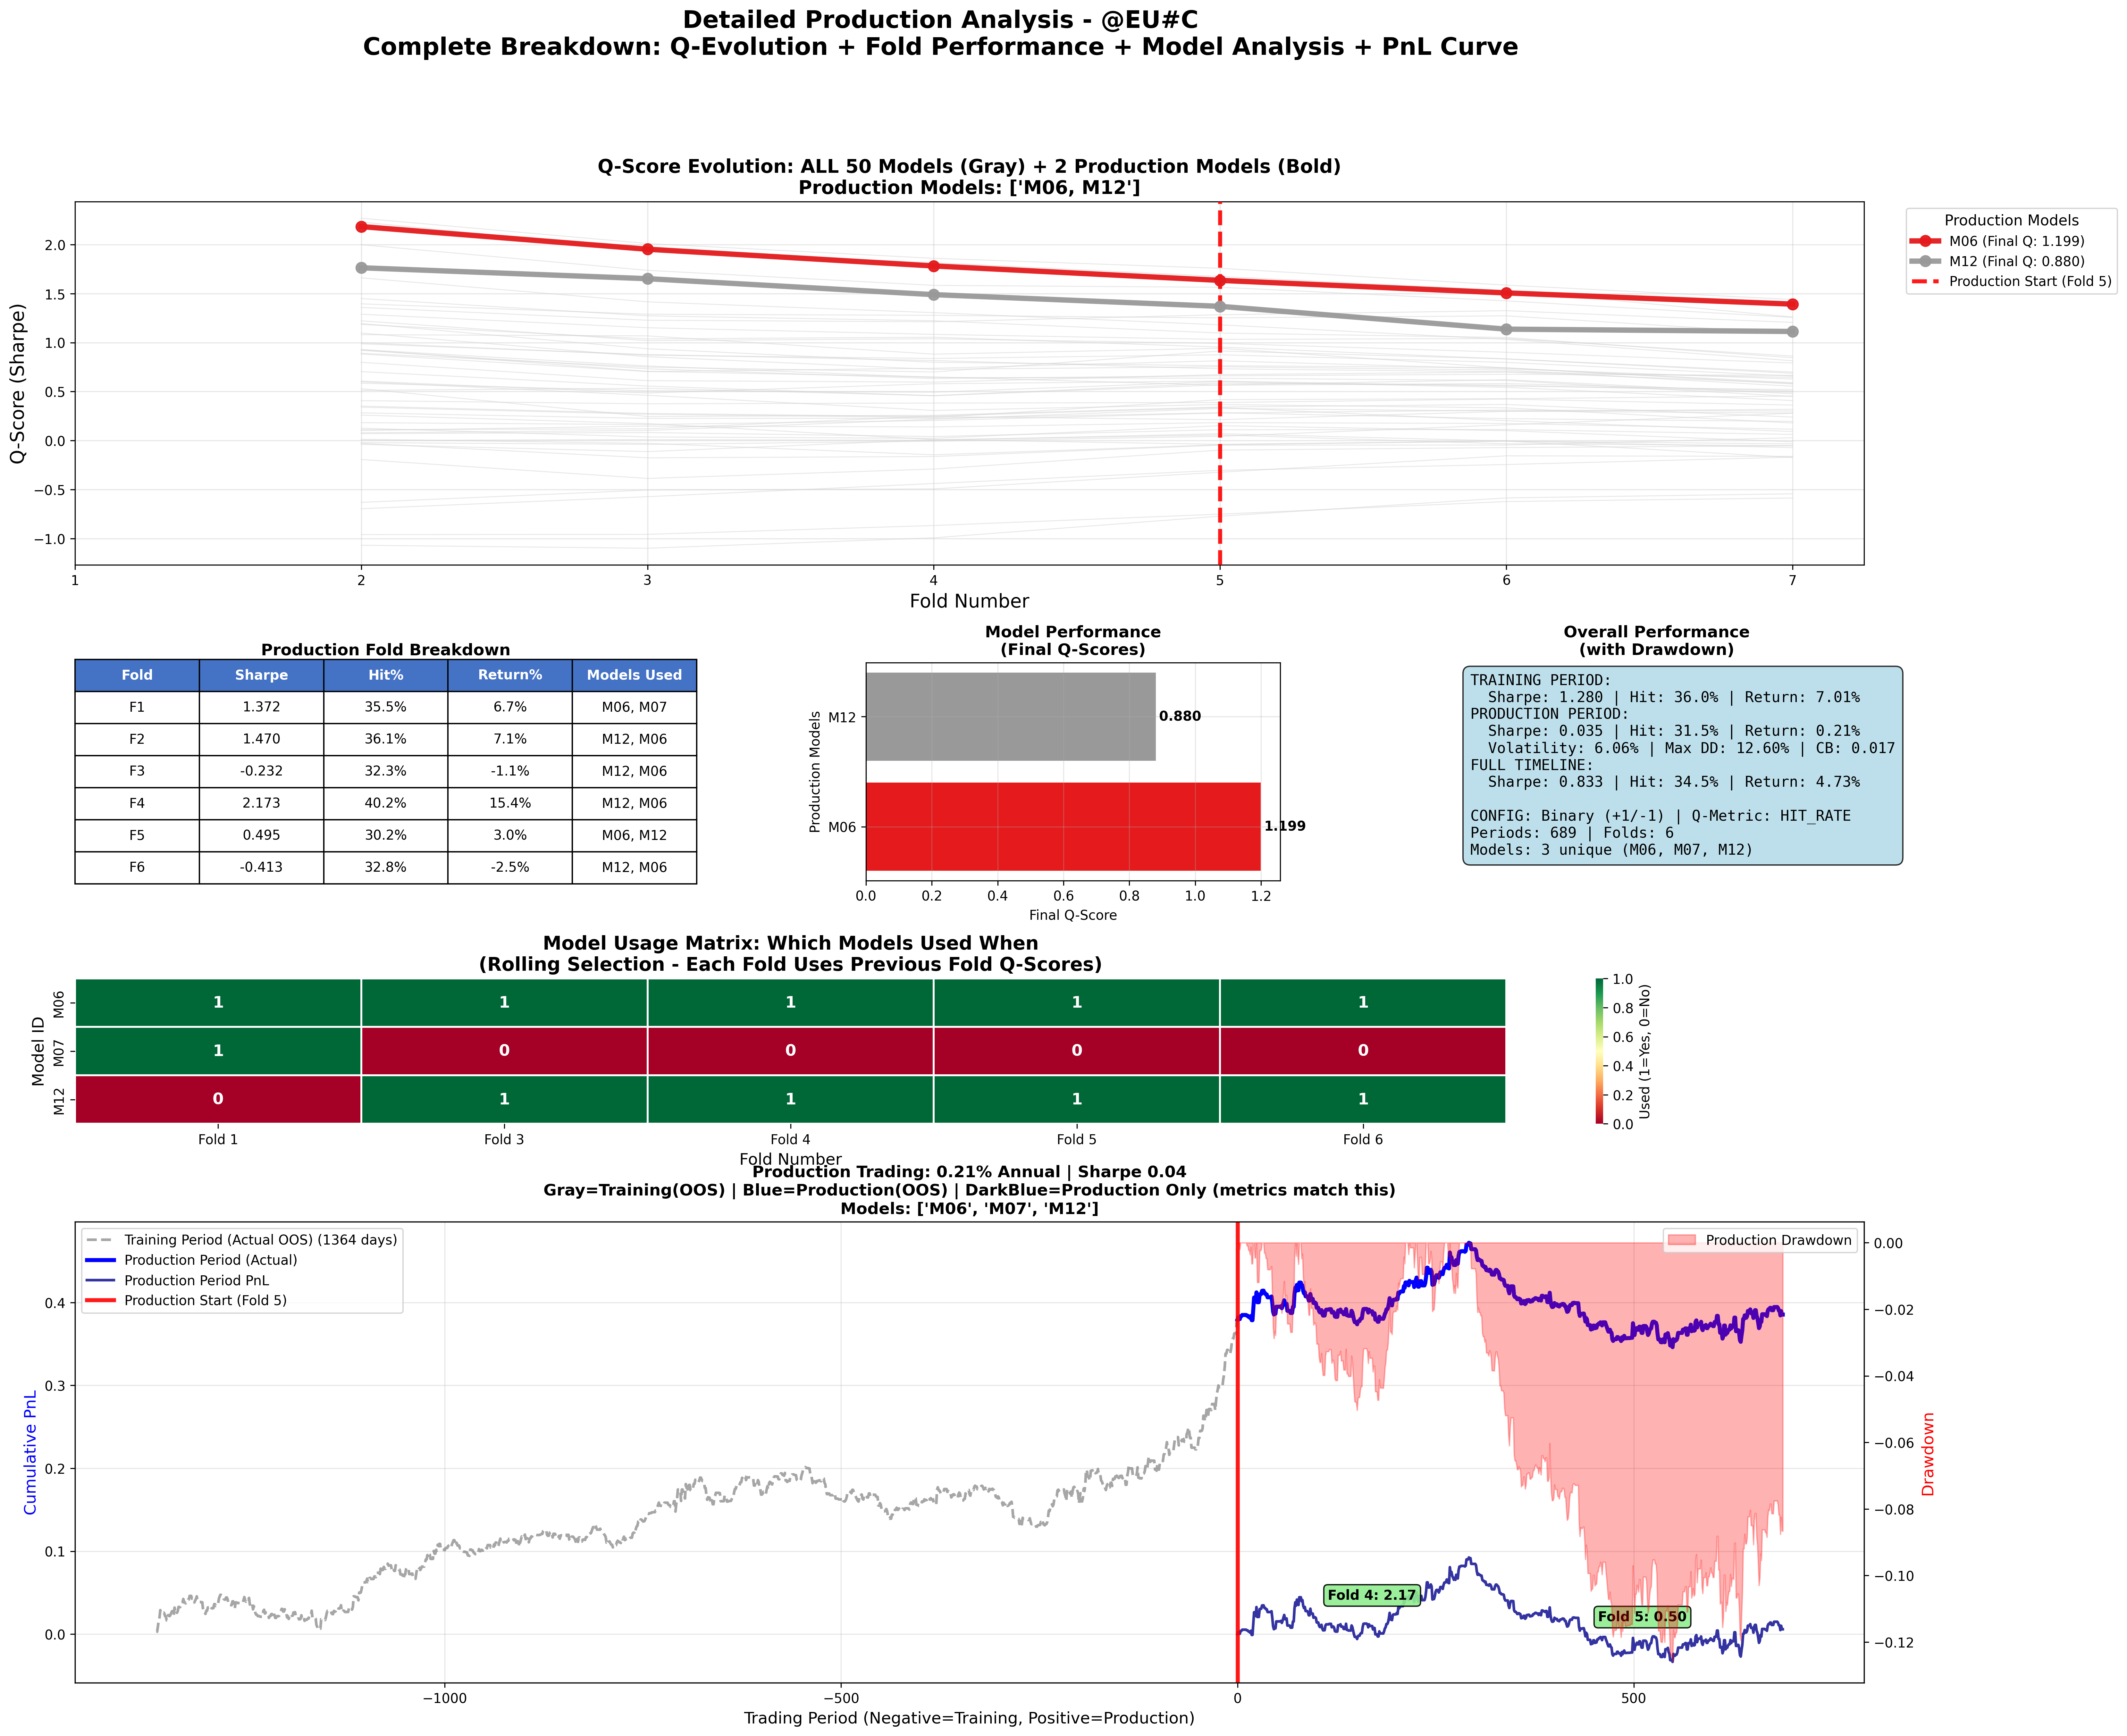 Detailed Production Analysis - @EU#C
Complete Breakdown: Q-Evolution + Fold Performance + Model Analysis + PnL Curve
Q-Score Evolution: ALL 50 Models (Gray) + 2 Production Models (Bold)
Production Models: ['M06, M12']
Q-Score (Sharpe)
2.0
1.5
1.0
0.5
0.0
−0.5
−1.0
1 2 3 4 5 6 7
Fold Number
Production Models
M06 (Final Q: 1.199)
M12 (Final Q: 0.880)
Production Start (Fold 5)
Production Fold Breakdown
Fold Sharpe Hit% Return% Models Used
F1 1.372 35.5% 6.7% M06, M07
F2 1.470 36.1% 7.1% M12, M06
F3 -0.232 32.3% -1.1% M12, M06
F4 2.173 40.2% 15.4% M12, M06
F5 0.495 30.2% 3.0% M06, M12
F6 -0.413 32.8% -2.5% M12, M06
Model Performance
(Final Q-Scores)
Production Models
M12
0.880
M06
1.199
0.0 0.2 0.4 0.6 0.8 1.0 1.2
Final Q-Score
Overall Performance
(with Drawdown)
TRAINING PERIOD:
Sharpe: 1.280 | Hit: 36.0% | Return: 7.01%
PRODUCTION PERIOD:
Sharpe: 0.035 | Hit: 31.5% | Return: 0.21%
Volatility: 6.06% | Max DD: 12.60% | CB: 0.017
FULL TIMELINE:
Sharpe: 0.833 | Hit: 34.5% | Return: 4.73%
CONFIG: Binary (+1/-1) | Q-Metric: HIT_RATE
Periods: 689 | Folds: 6
Models: 3 unique (M06, M07, M12)
Model Usage Matrix: Which Models Used When
(Rolling Selection - Each Fold Uses Previous Fold Q-Scores)
Model ID
M06 1 1 1 1 1
M07 1 0 0 0 0
M12 0 1 1 1 1
Fold 1 Fold 3 Fold 4 Fold 5 Fold 6
Fold Number
1.0
0.8
0.6
0.4
0.2
0.0
Used (1=Yes, 0=No)
Production Trading: 0.21% Annual | Sharpe 0.04
Gray=Training(OOS) | Blue=Production(OOS) | DarkBlue=Production Only (metrics match this)
Models: ['M06', 'M07', 'M12']
Training Period (Actual OOS) (1364 days)
Production Period (Actual)
Production Period PnL
Production Start (Fold 5)
Production Drawdown
Cumulative PnL
0.4
0.3
0.2
0.1
0.0
Fold 4: 2.17
Fold 5: 0.50
0.00
−0.02
−0.04
−0.06
−0.08
−0.10
−0.12
Drawdown
−1000 −500 0 500
Trading Period (Negative=Training, Positive=Production)